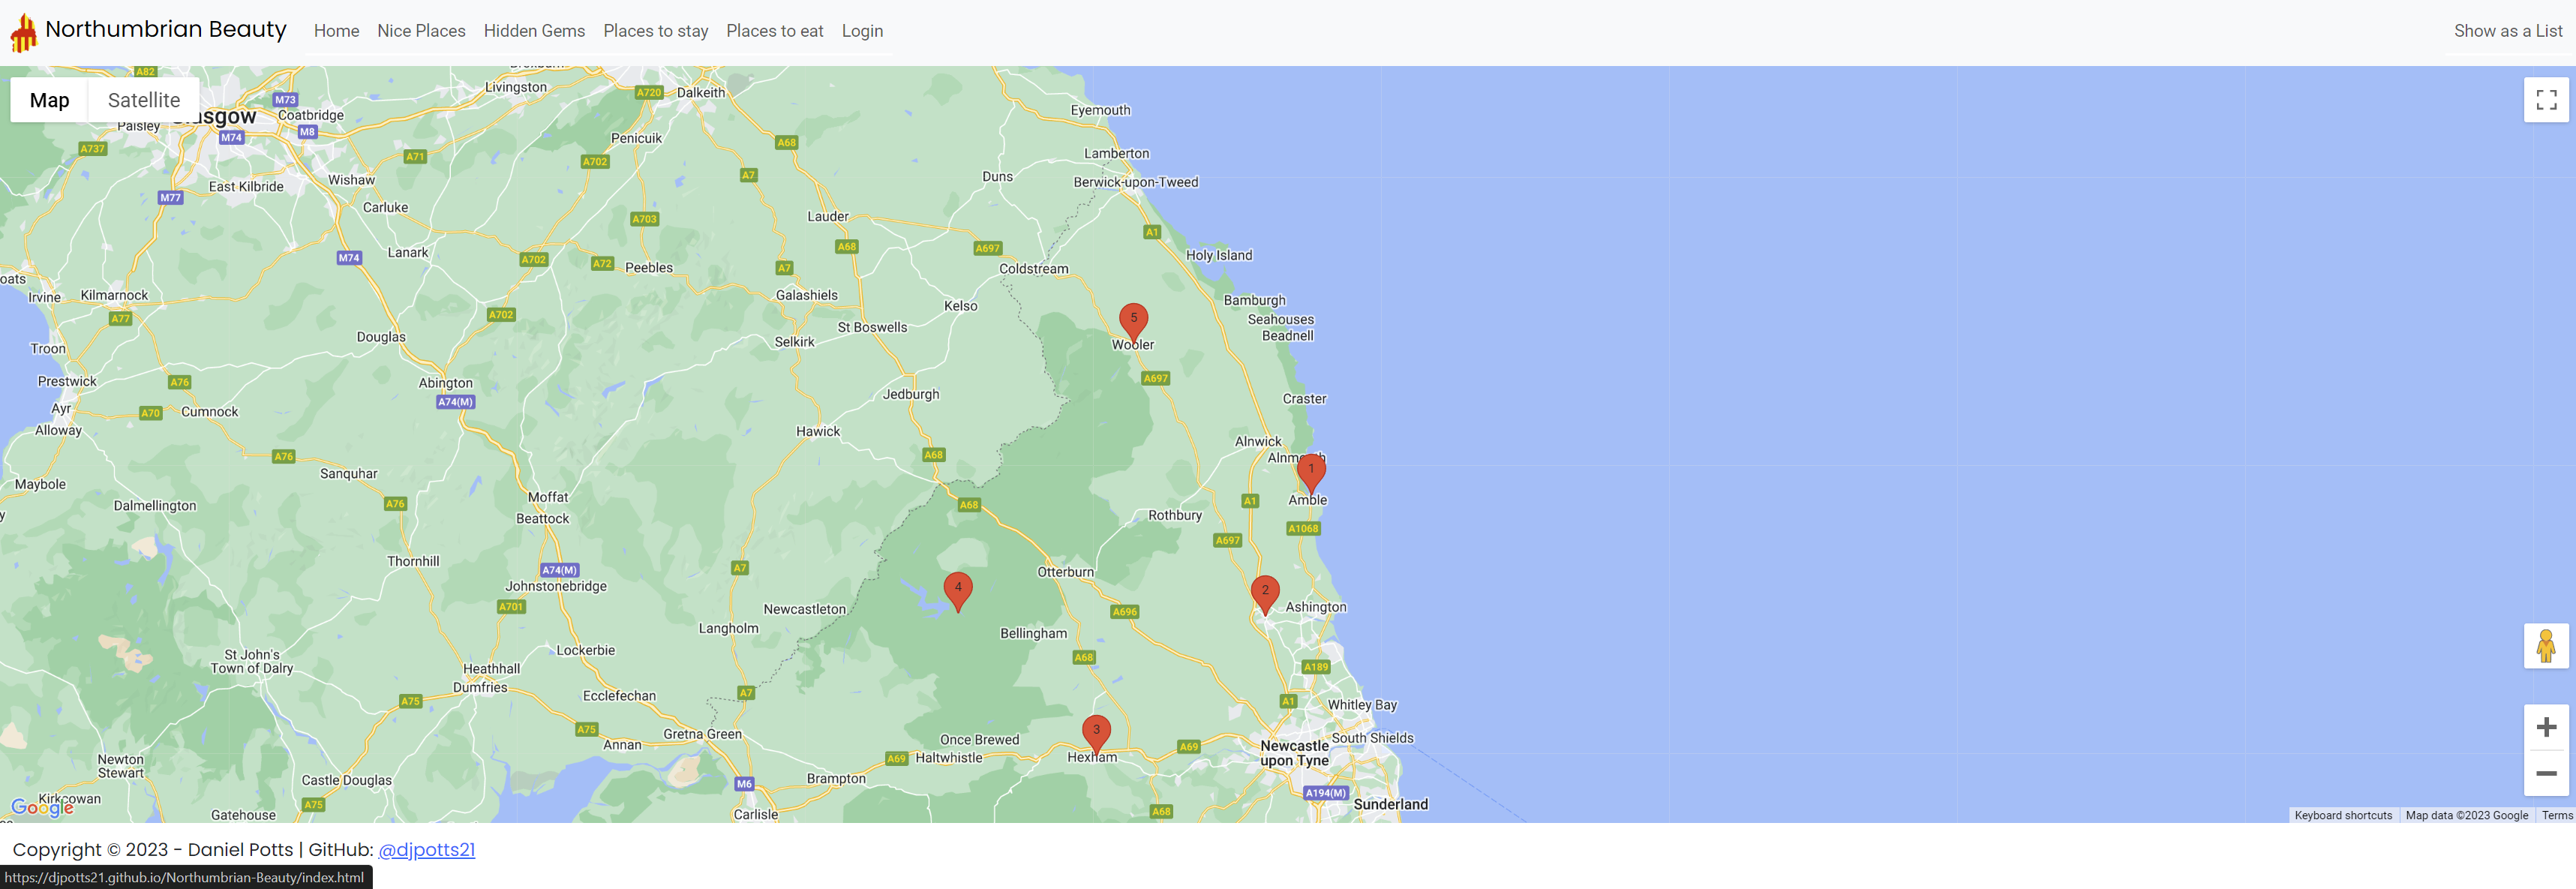 Northumbrian Beauty Home Nice Places Hidden Gems Places to stay Places to eat Login Show as a List
Map Satellite
A82
Livingston
A720
Dalkeith
M73
Coatbridge
Paisley
M74
M8
Eyemouth
A737
A71
Penicuik
A68
A702
Lamberton
East Kilbride
Wishaw
A7
Duns
Berwick-upon-Tweed
M77
Carluke
A703
Lauder
A1
Lanark
A68
A697
Holy Island
M74
A702
A72
Peebles
A7
Coldstream
oats
Irvine
Kilmarnock
Galashiels
Kelso
Bamburgh
A77
A702
St Boswells
5
Seahouses
Douglas
Selkirk
Beadnell
Troon
Wooler
Prestwick
A76
Abington
A697
A74(M)
Jedburgh
Craster
Ayr
A70
Cumnock
Alloway
Hawick
Alnwick
A76
A68
Sanquhar
1
Maybole
Dalmellington
A76
Moffat
A68
A1
Amble
y
Beattock
Rothbury
A1068
A697
Thornhill
A74(M)
A7
Otterburn
Johnstonebridge
4
2
A701
Newcastleton
A696
Ashington
Langholm
Bellingham
St John's
Town of Dalry
Lockerbie
A68
Heathhall
A189
Dumfries
Ecclefechan
A7
A75
A1
Whitley Bay
A75
Annan
Gretna Green
Once Brewed
3
A69
Newcastle
upon Tyne
South Shields
Newton
Stewart
A69
Haltwhistle
Hexham
Castle Douglas
M6
Brampton
A194(M)
Kirkcowan
Google
A75
Sunderland
Gatehouse
Carlisle
A68
Keyboard shortcuts Map data ©2023 Google Terms
Copyright © 2023 - Daniel Potts | GitHub: @djpotts21
https://djpotts21.github.io/Northumbrian-Beauty/index.html